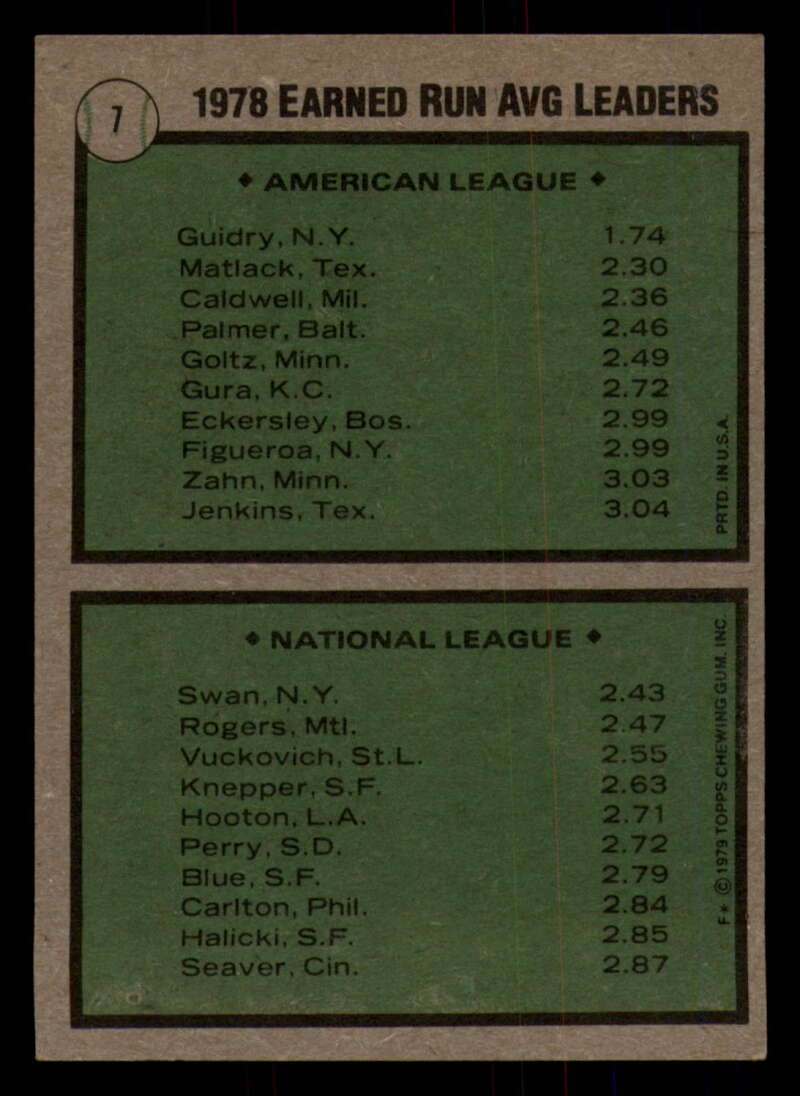 7
1978 EARNED RUN AVG LEADERS
♦ AMERICAN LEAGUE ♦
Guidry, N.Y. 1.74
Matlack, Tex. 2.30
Caldwell, Mil. 2.36
Palmer, Balt. 2.46
Goltz, Minn. 2.49
Gura, K.C. 2.72
Eckersley, Bos. 2.99
Figueroa, N.Y. 2.99
Zahn, Minn. 3.03
Jenkins, Tex. 3.04
PRTD. IN U.S.A.
♦ NATIONAL LEAGUE ♦
Swan, N.Y. 2.43
Rogers, Mtl. 2.47
Vuckovich, St.L. 2.55
Knepper, S.F. 2.63
Hooton, L.A. 2.71
Perry, S.D. 2.72
Blue, S.F. 2.79
Carlton, Phil. 2.84
Halicki, S.F. 2.85
Seaver, Cin. 2.87
F★ © 1979 TOPPS CHEWING GUM, INC.